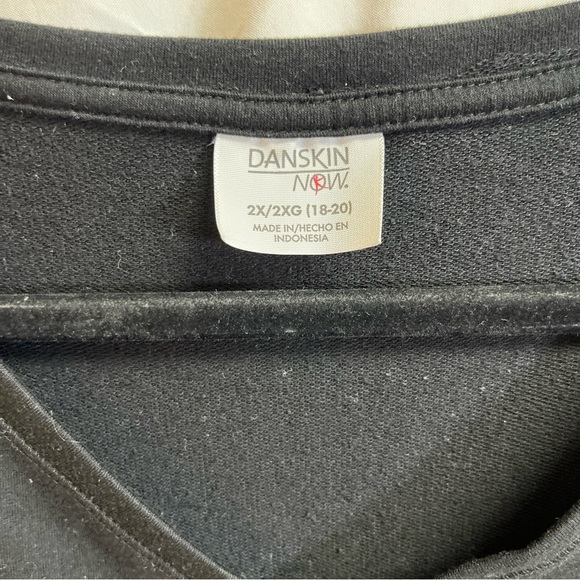 DANSKIN
NOW.
2X/2XG (18-20)
MADE IN/HECHO EN
INDONESIA